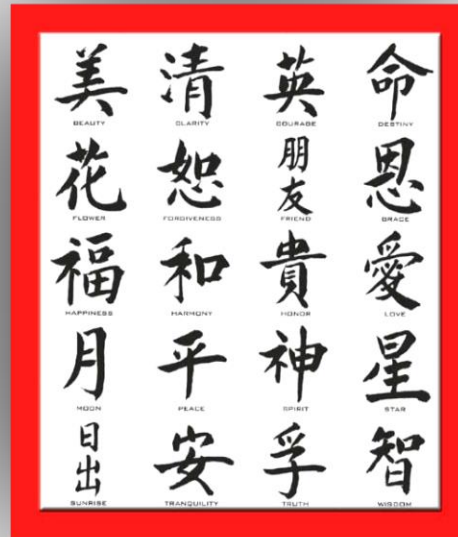 美 清 英 命
BEAUTY CLARITY COURAGE DESTINY
花 恕 朋友 恩
FLOWER FORGIVENESS FRIEND GRACE
福 和 貴 愛
HAPPINESS HARMONY HONOR LOVE
月 平 神 星
MOON PEACE SPIRIT STAR
日出 安 孚 智
SUNRISE TRANQUILITY TRUTH WISDOM